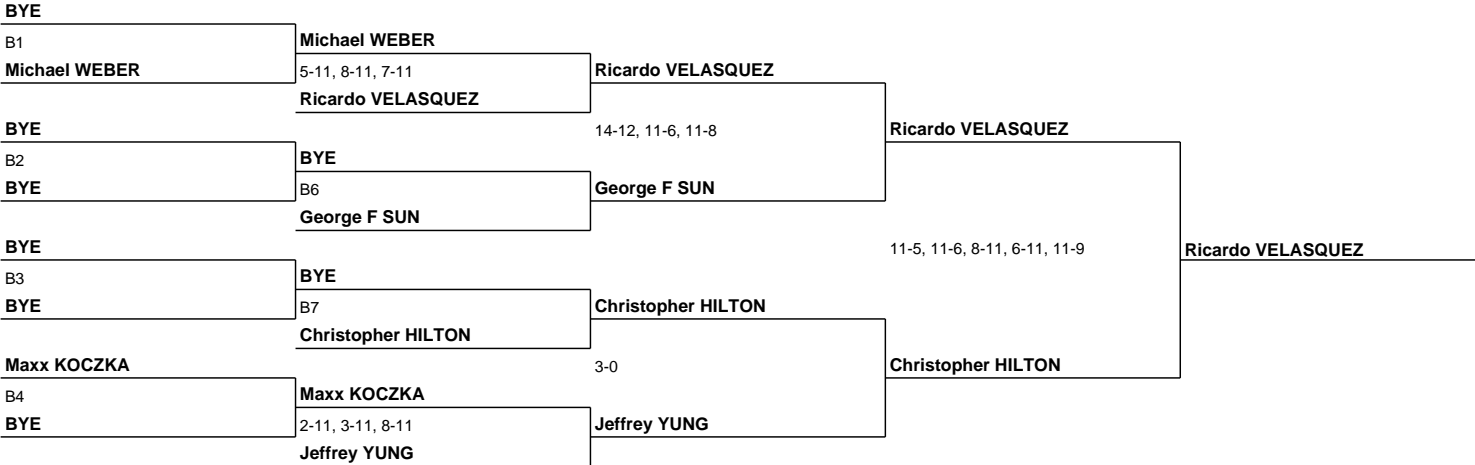 BYE
B1
Michael WEBER
Michael WEBER
5-11, 8-11, 7-11
Ricardo VELASQUEZ
Ricardo VELASQUEZ
BYE
14-12, 11-6, 11-8
Ricardo VELASQUEZ
B2
BYE
BYE
B6
George F SUN
George F SUN
BYE
11-5, 11-6, 8-11, 6-11, 11-9
Ricardo VELASQUEZ
B3
BYE
BYE
B7
Christopher HILTON
Christopher HILTON
Maxx KOCZKA
3-0
Christopher HILTON
B4
Maxx KOCZKA
BYE
2-11, 3-11, 8-11
Jeffrey YUNG
Jeffrey YUNG